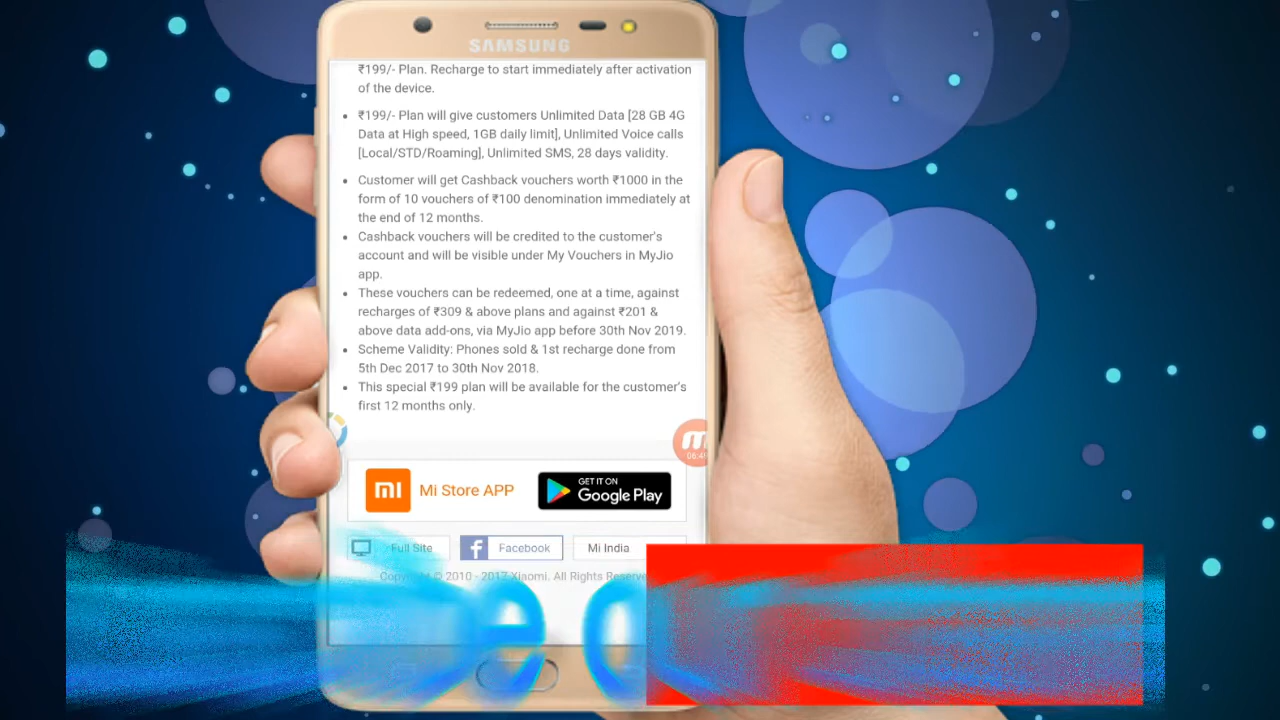 SAMSUNG
₹199/- Plan. Recharge to start immediately after activation
of the device.
• ₹199/- Plan will give customers Unlimited Data [28 GB 4G
Data at High speed, 1GB daily limit], Unlimited Voice calls
[Local/STD/Roaming], Unlimited SMS, 28 days validity.
• Customer will get Cashback vouchers worth ₹1000 in the
form of 10 vouchers of ₹100 denomination immediately at
the end of 12 months.
• Cashback vouchers will be credited to the customer's
account and will be visible under My Vouchers in MyJio
app.
• These vouchers can be redeemed, one at a time, against
recharges of ₹309 & above plans and against ₹201 &
above data add-ons, via MyJio app before 30th Nov 2019.
• Scheme Validity: Phones sold & 1st recharge done from
5th Dec 2017 to 30th Nov 2018.
• This special ₹199 plan will be available for the customer's
first 12 months only.
mi Mi Store APP GET IT ON
Google Play
Full Site Facebook Mi India
© 2010 - 2017 Xiaomi. All Rights